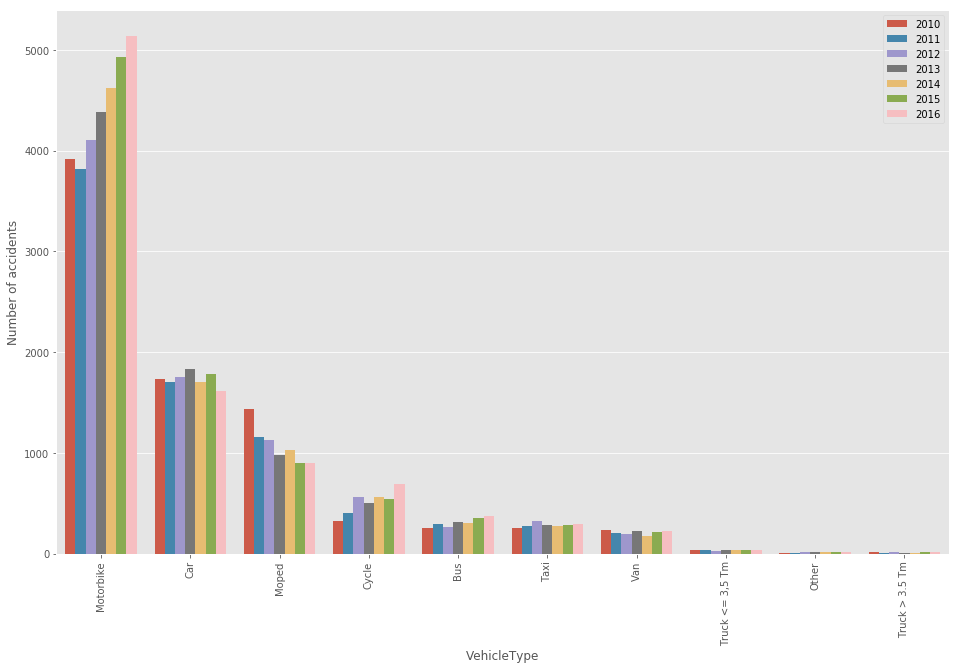 2010
2011
2012
2013
2014
2015
2016
5000
4000
3000
2000
1000
0
Number of accidents
Motorbike
Car
Moped
Cycle
Bus
Taxi
Van
Truck <= 3,5 Tm
Other
Truck > 3.5 Tm
VehicleType